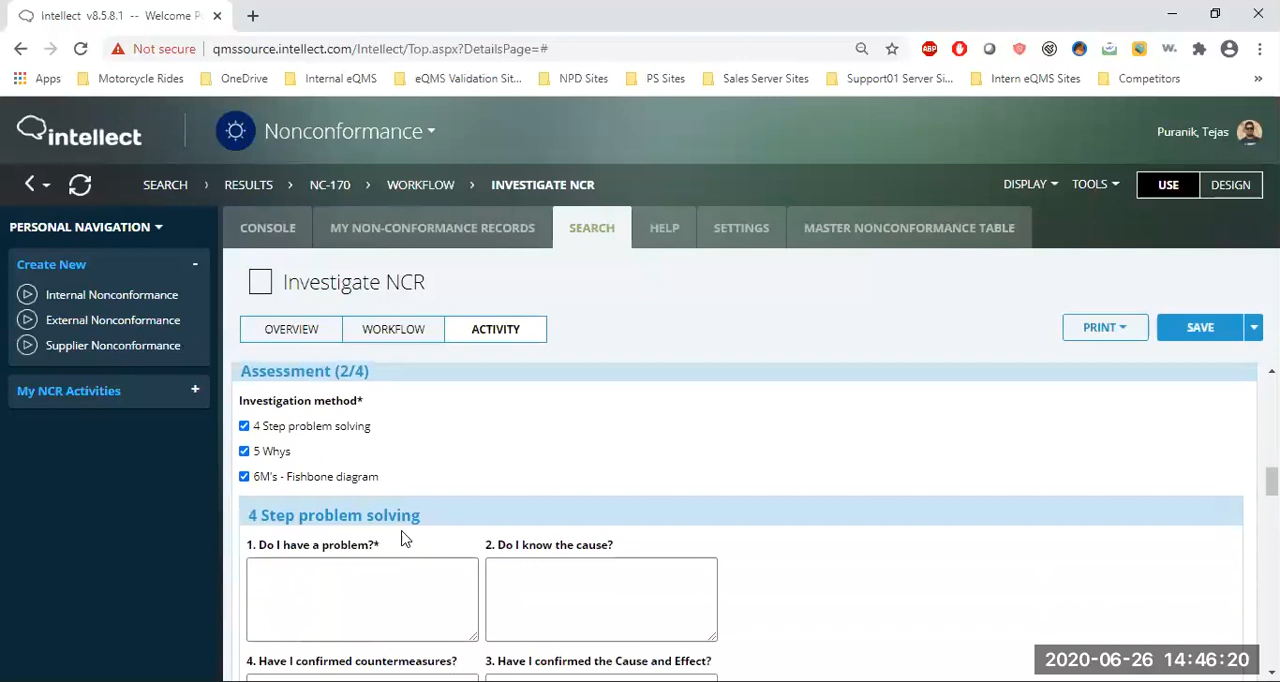 Intellect v8.5.8.1 -- Welcome P
Not secure | qmssource.intellect.com/Intellect/Top.aspx?DetailsPage=#
ABP
W.
Apps Motorcycle Rides OneDrive Internal eQMS eQMS Validation Sit... NPD Sites PS Sites Sales Server Sites Support01 Server Si... Intern eQMS Sites Competitors »
intellect Nonconformance Puranik, Tejas
SEARCH › RESULTS › NC-170 › WORKFLOW › INVESTIGATE NCR DISPLAY TOOLS USE DESIGN
PERSONAL NAVIGATION
CONSOLE MY NON-CONFORMANCE RECORDS SEARCH HELP SETTINGS MASTER NONCONFORMANCE TABLE
Create New -
Internal Nonconformance
External Nonconformance
Supplier Nonconformance
My NCR Activities +
Investigate NCR
OVERVIEW WORKFLOW ACTIVITY PRINT SAVE
Assessment (2/4)
Investigation method*
4 Step problem solving
5 Whys
6M's - Fishbone diagram
4 Step problem solving
1. Do I have a problem?* 2. Do I know the cause?
4. Have I confirmed countermeasures? 3. Have I confirmed the Cause and Effect?
2020-06-26 14:46:20